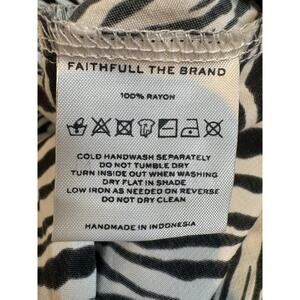 FAITHFULL THE BRAND
100% RAYON
COLD HANDWASH SEPARATELY
DO NOT TUMBLE DRY
TURN INSIDE OUT WHEN WASHING
DRY FLAT IN SHADE
LOW IRON AS NEEDED ON REVERSE
DO NOT DRY CLEAN
HANDMADE IN INDONESIA